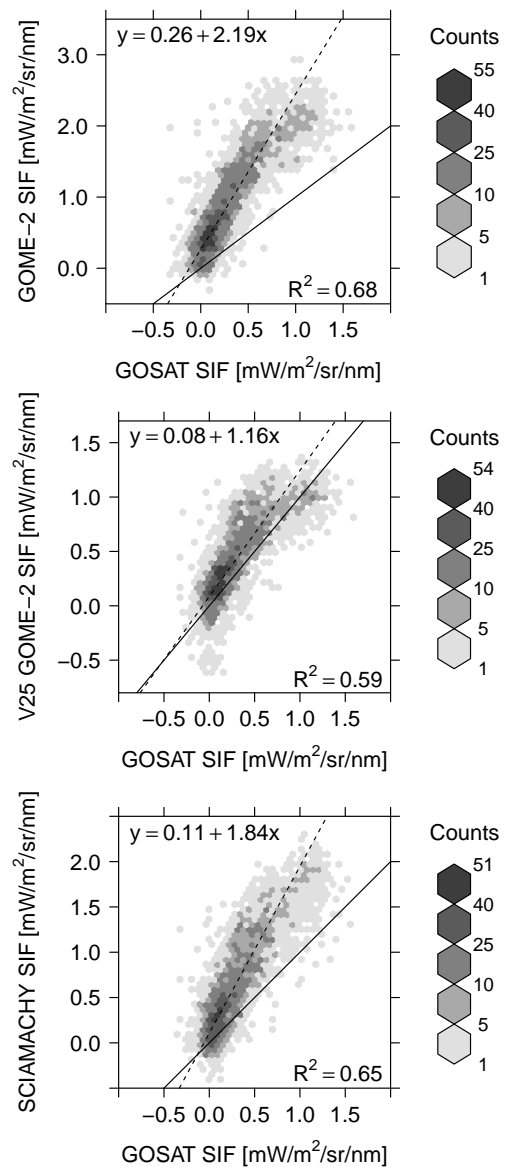 y = 0.26 + 2.19x
Counts
GOME−2 SIF [mW/m²/sr/nm]
3.0
2.0
1.0
0.0
55
40
25
10
5
1
R² = 0.68
−0.5 0.0 0.5 1.0 1.5
GOSAT SIF [mW/m²/sr/nm]
y = 0.08 + 1.16x
Counts
V25 GOME−2 SIF [mW/m²/sr/nm]
1.5
1.0
0.5
0.0
−0.5
54
40
25
10
5
1
R² = 0.59
−0.5 0.0 0.5 1.0 1.5
GOSAT SIF [mW/m²/sr/nm]
y = 0.11 + 1.84x
Counts
SCIAMACHY SIF [mW/m²/sr/nm]
2.0
1.5
1.0
0.5
0.0
51
40
25
10
5
1
R² = 0.65
−0.5 0.0 0.5 1.0 1.5
GOSAT SIF [mW/m²/sr/nm]